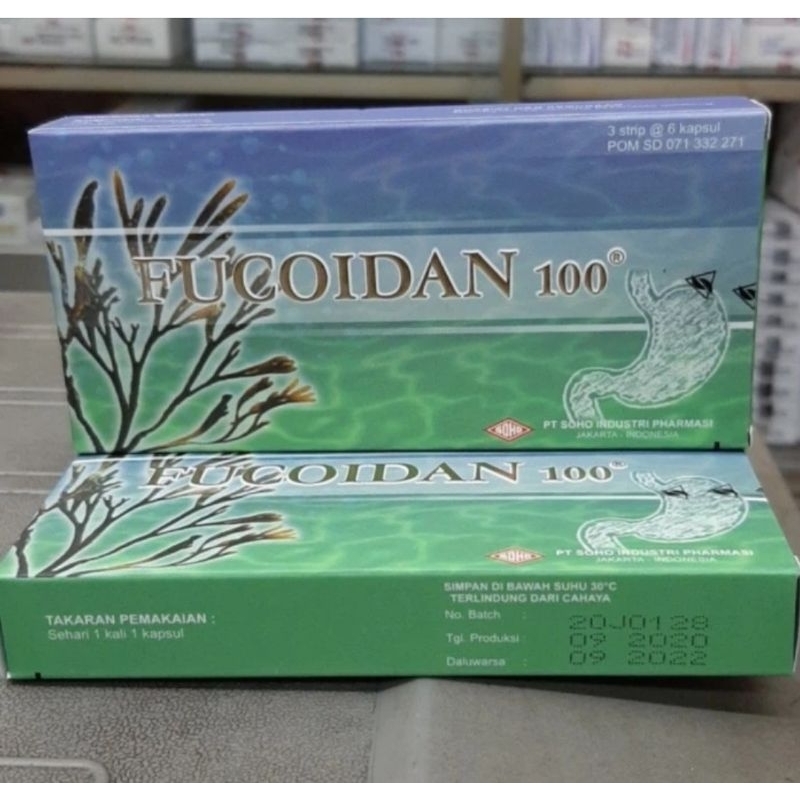 3 strip @ 6 kapsul
POM SD 071 332 271
FUCOIDAN 100®
SOHO
PT SOHO INDUSTRI PHARMASI
JAKARTA - INDONESIA
FUCOIDAN 100®
SOHO
PT SOHO INDUSTRI PHARMASI
JAKARTA - INDONESIA
TAKARAN PEMAKAIAN :
Sehari 1 kali 1 kapsul
SIMPAN DI BAWAH SUHU 30°C
TERLINDUNG DARI CAHAYA
No. Batch : 20J0128
Tgl. Produksi : 09 2020
Daluwarsa : 09 2022